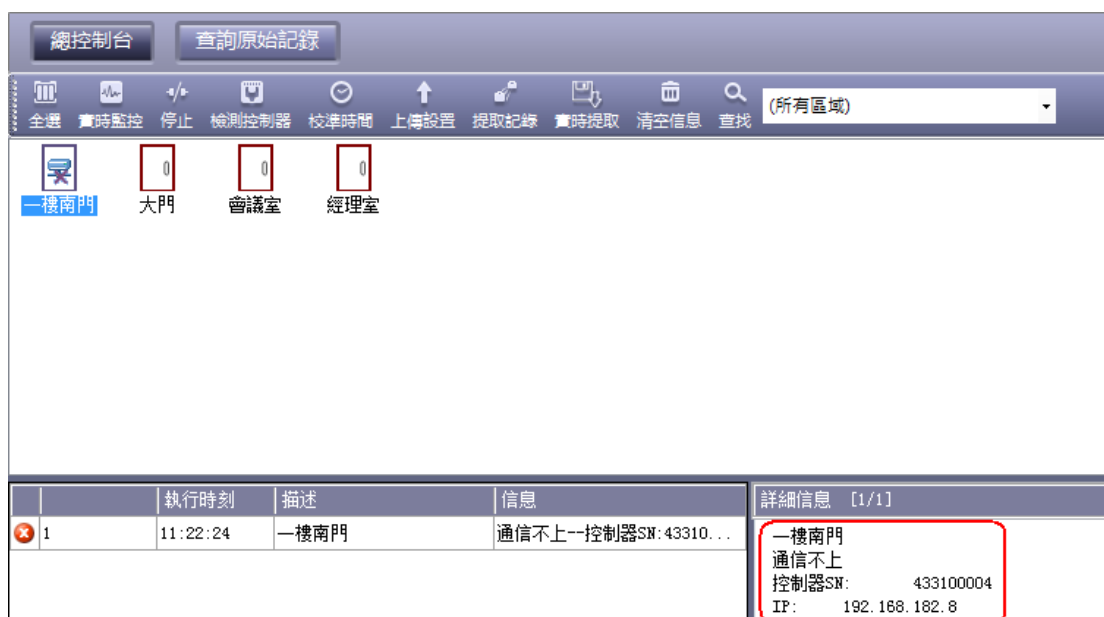 總控制台 查詢原始記錄
全選 實時監控 停止 檢測控制器 校準時間 上傳設置 提取記錄 實時提取 清空信息 查找 (所有區域)
一樓南門 大門 會議室 經理室
執行時刻 描述 信息
1 11:22:24 一樓南門 通信不上--控制器SN:43310...
詳細信息 [1/1]
一樓南門
通信不上
控制器SN: 433100004
IP: 192.168.182.8